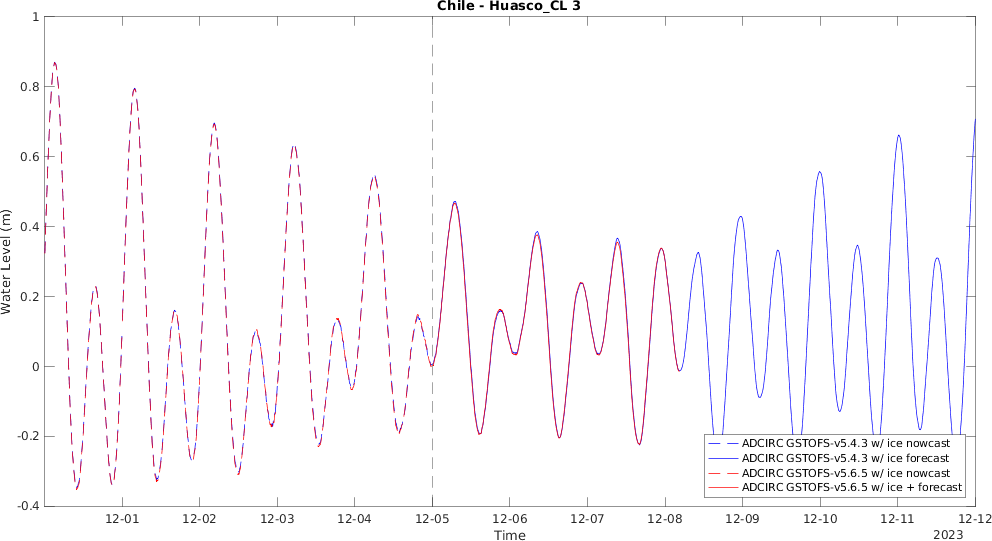 Chile - Huasco_CL 3
Water Level (m)
1
0.8
0.6
0.4
0.2
0
-0.2
-0.4
12-01 12-02 12-03 12-04 12-05 12-06 12-07 12-08 12-09 12-10 12-11 12-12
Time
2023
ADCIRC GSTOFS-v5.4.3 w/ ice nowcast
ADCIRC GSTOFS-v5.4.3 w/ ice forecast
ADCIRC GSTOFS-v5.6.5 w/ ice nowcast
ADCIRC GSTOFS-v5.6.5 w/ ice + forecast